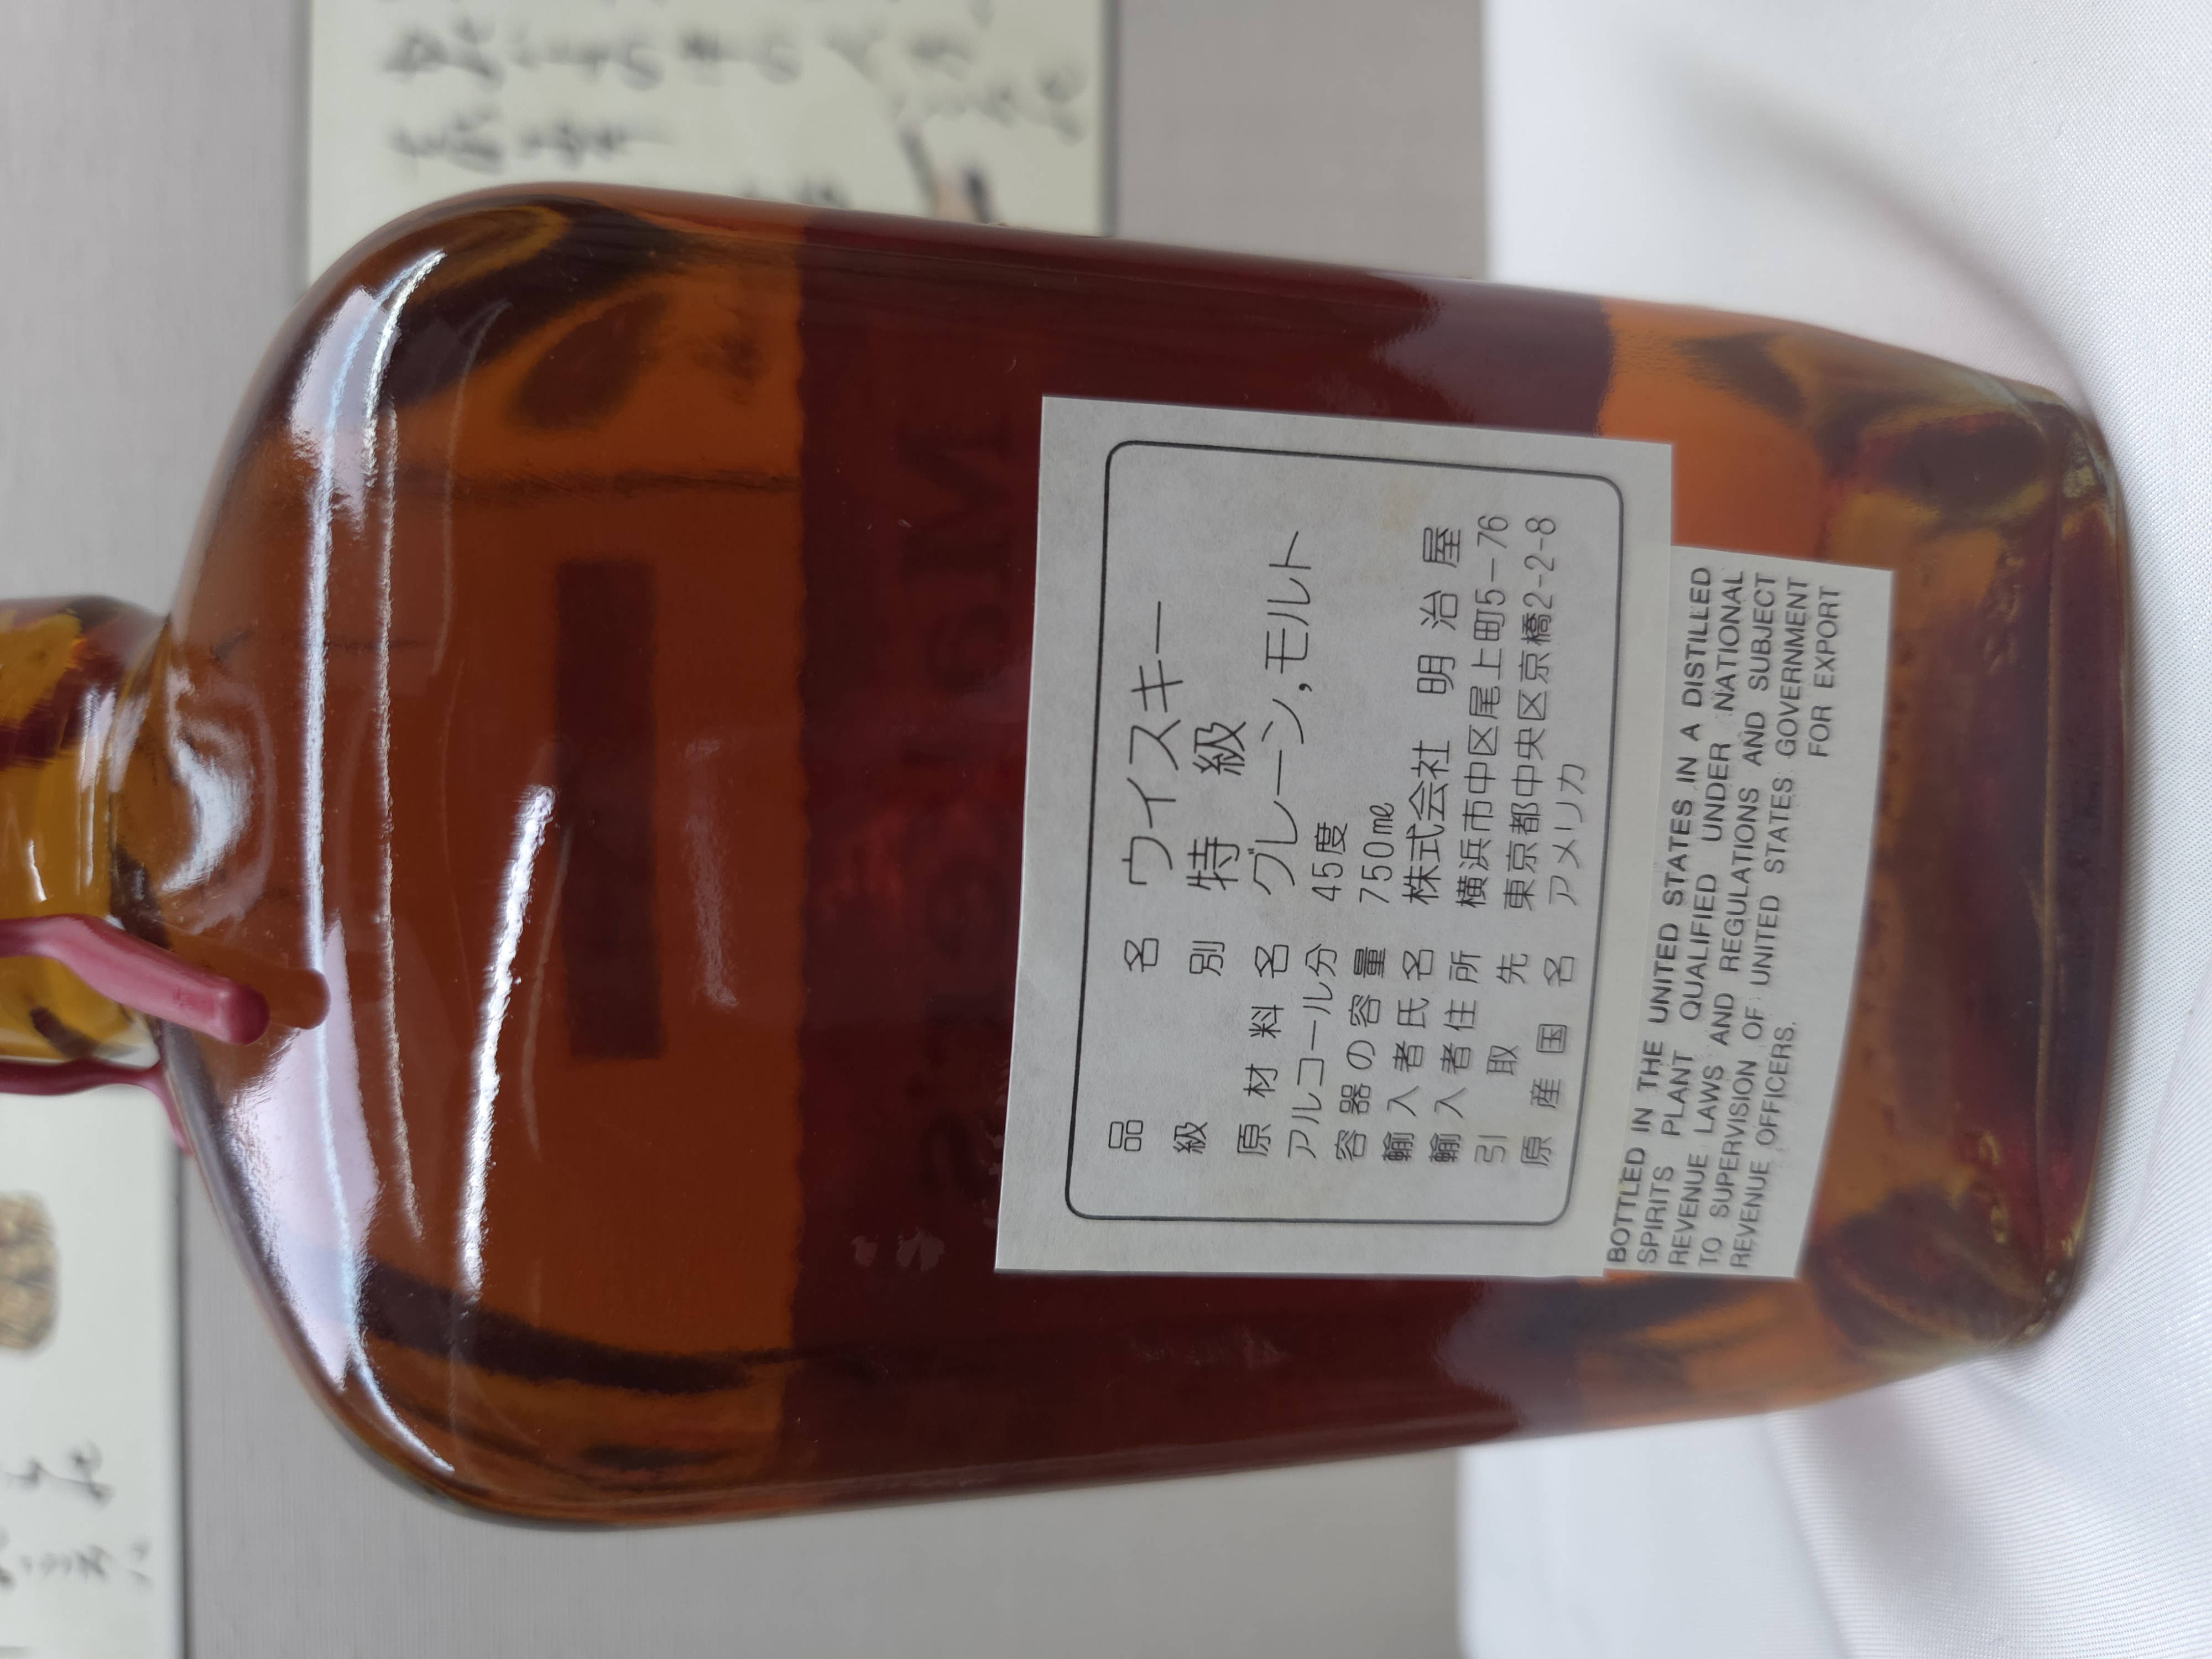 品名 ウイスキー
級別 特級
原材料名 グレーン,モルト
アルコール分 45度
容器の容量 750㎖
輸入者氏名 株式会社 明治屋
輸入者住所 横浜市中区尾上町5-76
引取先 東京都中央区京橋2-2-8
原産国名 アメリカ
BOTTLED IN THE UNITED STATES IN A DISTILLED
SPIRITS PLANT QUALIFIED UNDER NATIONAL
REVENUE LAWS AND REGULATIONS AND SUBJECT
TO SUPERVISION OF UNITED STATES GOVERNMENT
REVENUE OFFICERS. FOR EXPORT